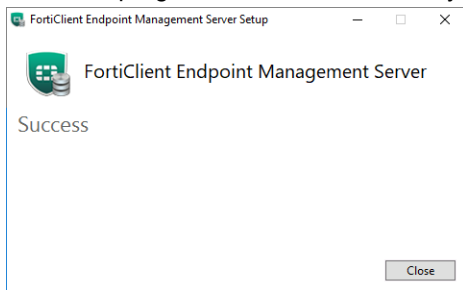 FortiClient Endpoint Management Server Setup
FortiClient Endpoint Management Server
Success
Close